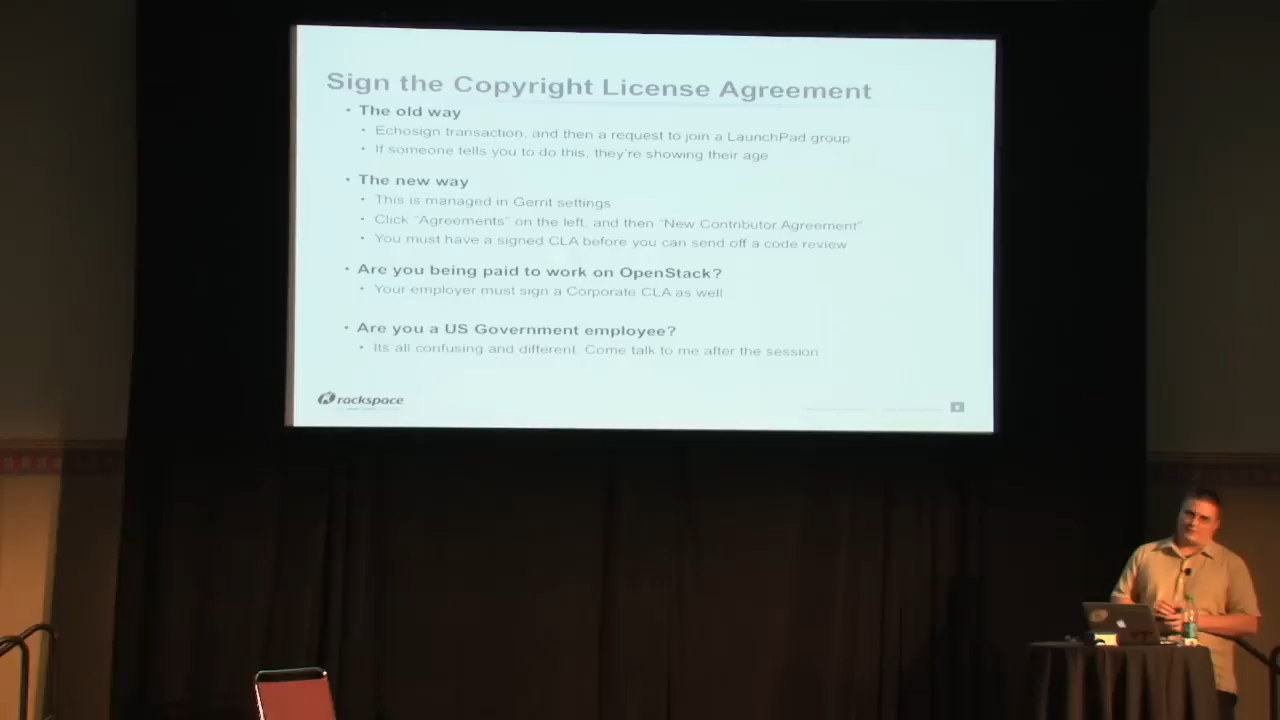 Sign the Copyright License Agreement
• The old way
• Echosign transaction, and then a request to join a LaunchPad group
• If someone tells you to do this, they're showing their age
• The new way
• This is managed in Gerrit settings
• Click "Agreements" on the left, and then "New Contributor Agreement"
• You must have a signed CLA before you can send off a code review
• Are you being paid to work on OpenStack?
• Your employer must sign a Corporate CLA as well
• Are you a US Government employee?
• Its all confusing and different. Come talk to me after the session
rackspace